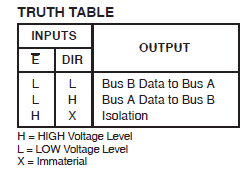 TRUTH TABLE
INPUTS OUTPUT
E̅ DIR
L L Bus B Data to Bus A
L H Bus A Data to Bus B
H X Isolation
H = HIGH Voltage Level
L = LOW Voltage Level
X = Immaterial